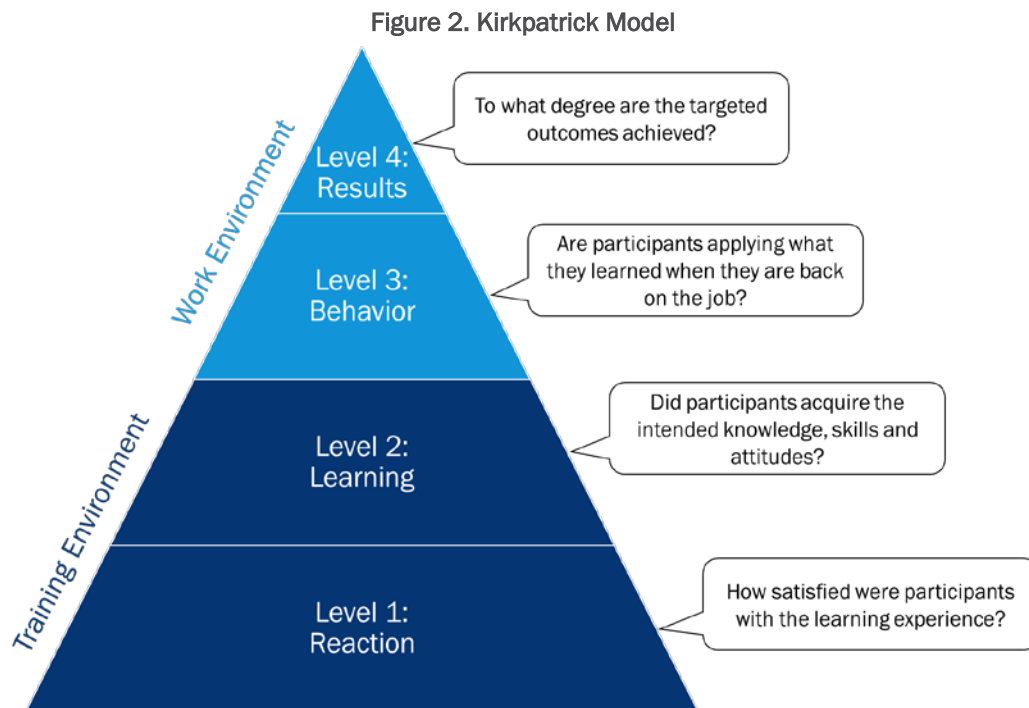 Figure 2. Kirkpatrick Model
To what degree are the targeted
outcomes achieved?
Level 4:
Results
Work Environment
Are participants applying what
they learned when they are back
on the job?
Level 3:
Behavior
Did participants acquire the
intended knowledge, skills and
attitudes?
Level 2:
Learning
Training Environment
How satisfied were participants
with the learning experience?
Level 1:
Reaction